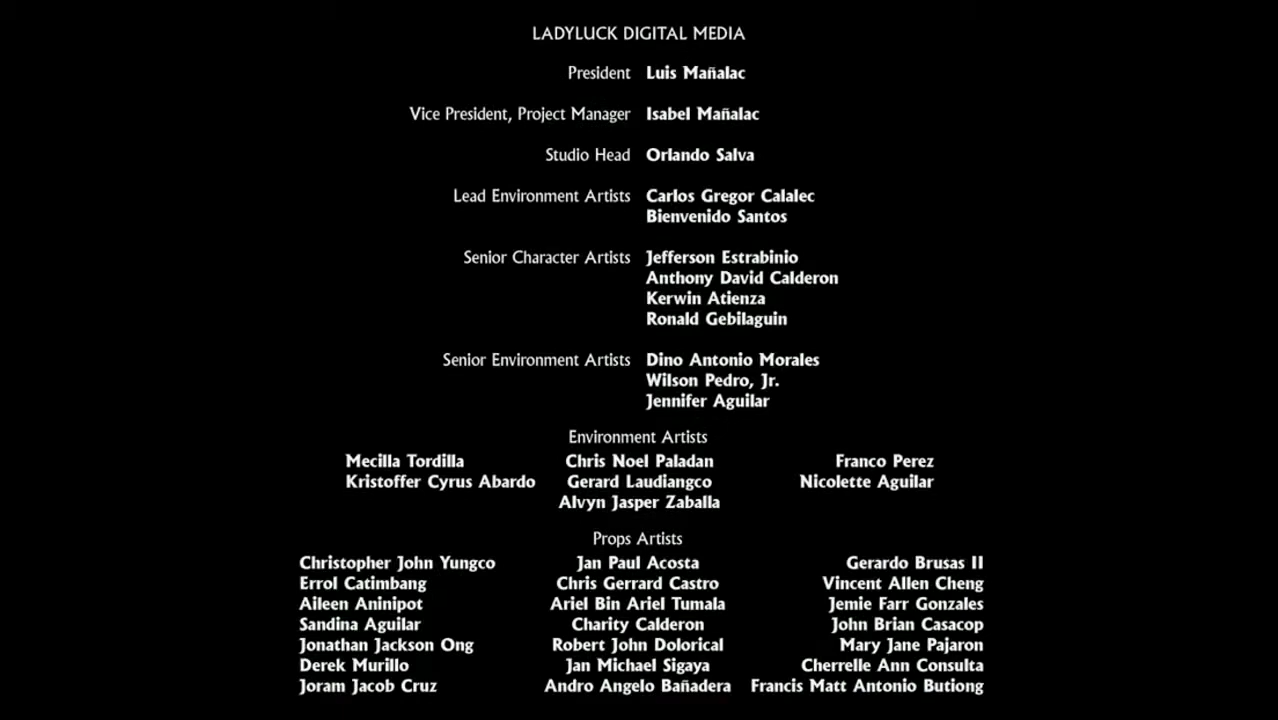 LADYLUCK DIGITAL MEDIA
President Luis Mañalac
Vice President, Project Manager Isabel Mañalac
Studio Head Orlando Salva
Lead Environment Artists Carlos Gregor Calalec
Bienvenido Santos
Senior Character Artists Jefferson Estrabinio
Anthony David Calderon
Kerwin Atienza
Ronald Gebilaguin
Senior Environment Artists Dino Antonio Morales
Wilson Pedro, Jr.
Jennifer Aguilar
Environment Artists
Mecilla Tordilla Chris Noel Paladan Franco Perez
Kristoffer Cyrus Abardo Gerard Laudiangco Nicolette Aguilar
Alvyn Jasper Zaballa
Props Artists
Christopher John Yungco Jan Paul Acosta Gerardo Brusas II
Errol Catimbang Chris Gerrard Castro Vincent Allen Cheng
Aileen Aninipot Ariel Bin Ariel Tumala Jemie Farr Gonzales
Sandina Aguilar Charity Calderon John Brian Casacop
Jonathan Jackson Ong Robert John Dolorical Mary Jane Pajaron
Derek Murillo Jan Michael Sigaya Cherrelle Ann Consulta
Joram Jacob Cruz Andro Angelo Bañadera Francis Matt Antonio Butiong